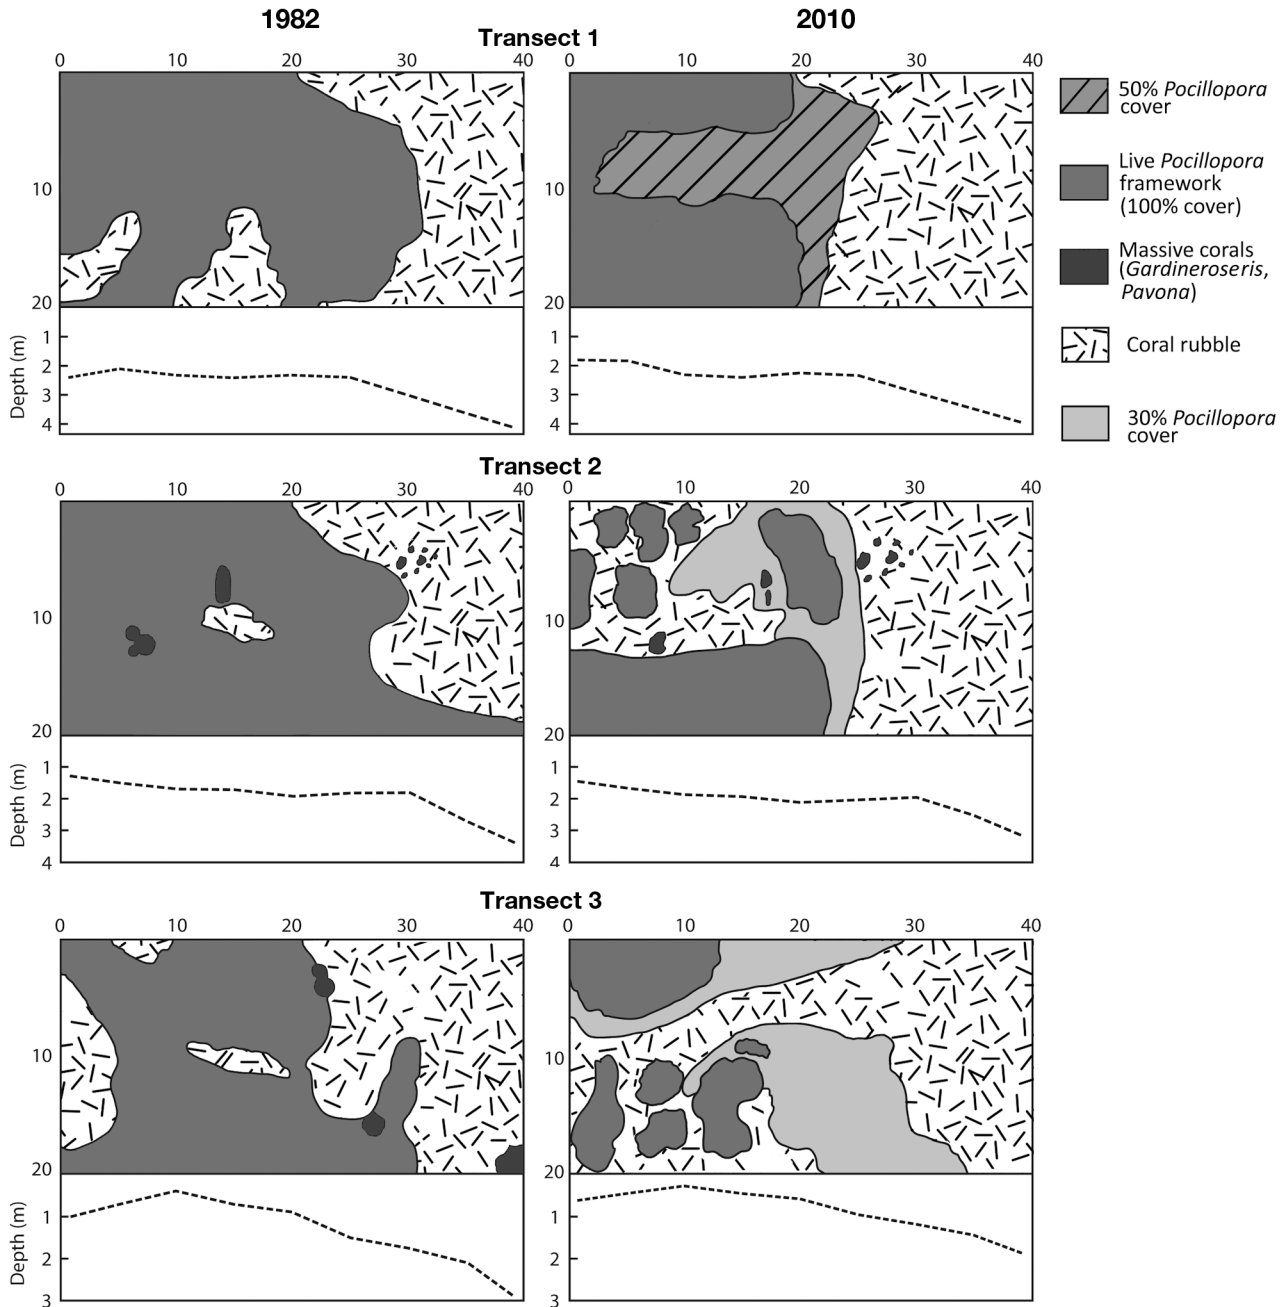 1982 2010
Transect 1
0 10 20 30 40 0 10 20 30 40
10 10
20 20
Depth (m)
1 1
2 2
3 3
4 4
50% Pocillopora
cover
Live Pocillopora
framework
(100% cover)
Massive corals
(Gardineroseris,
Pavona)
Coral rubble
30% Pocillopora
cover
Transect 2
0 10 20 30 40 0 10 20 30 40
10 10
20 20
Depth (m)
1 1
2 2
3 3
4 4
Transect 3
0 10 20 30 40 0 10 20 30 40
10 10
20 20
Depth (m)
1 1
2 2
3 3